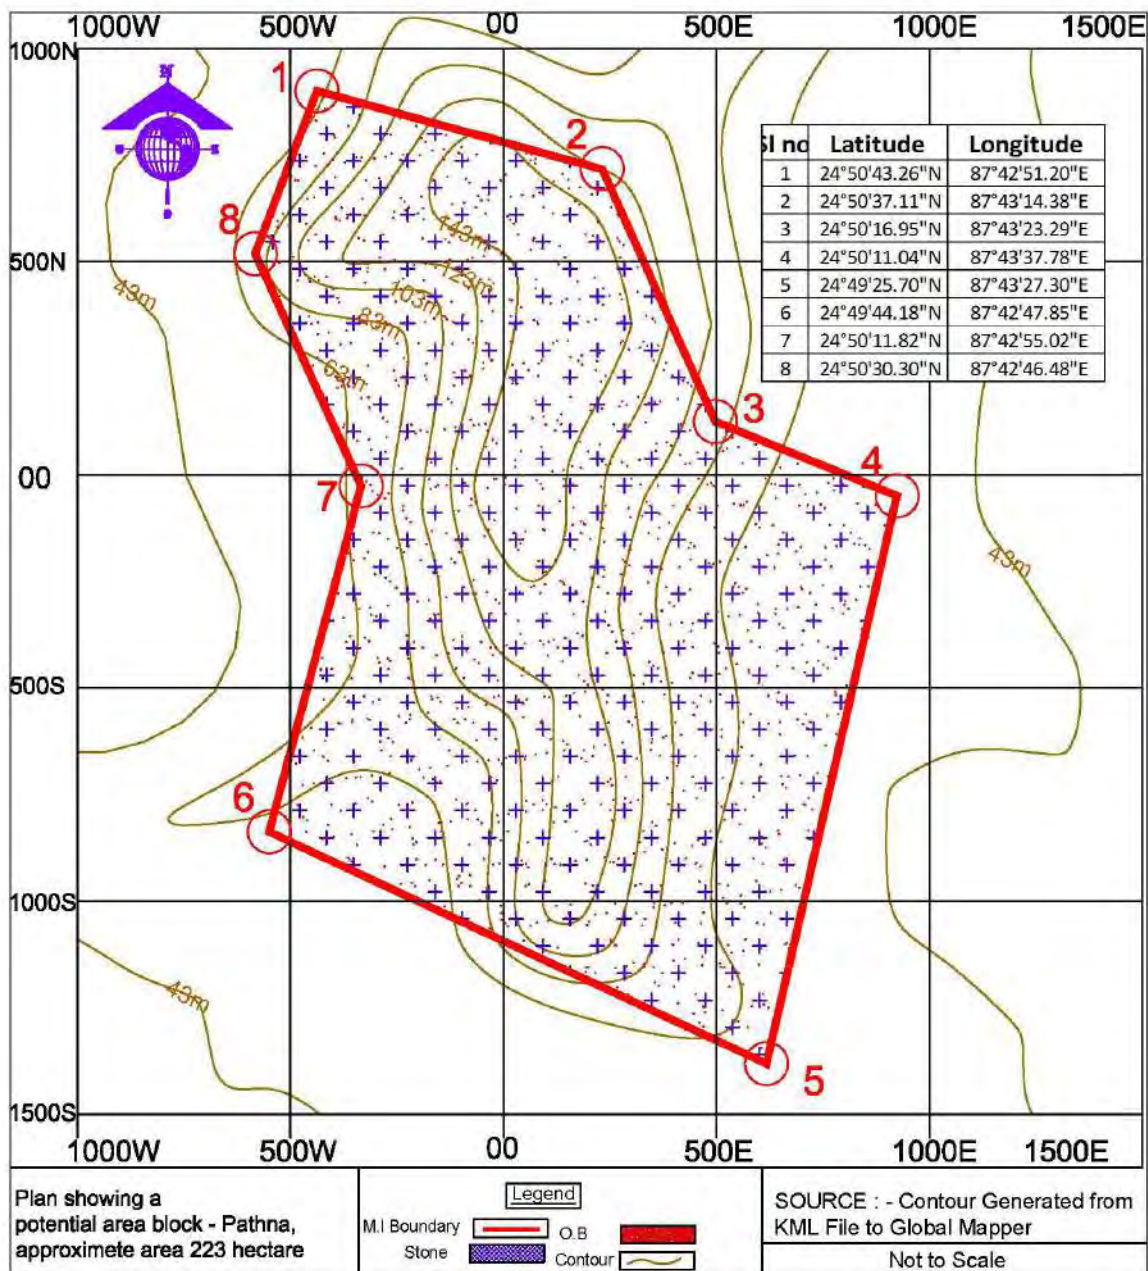 1000W 500W 00 500E 1000E 1500E
1000N
500N
00
500S
1000S
1500S
1
2
3
4
5
6
7
8
143m
123m
103m
83m
63m
43m
43m
43m
Sl no Latitude Longitude
1 24°50'43.26"N 87°42'51.20"E
2 24°50'37.11"N 87°43'14.38"E
3 24°50'16.95"N 87°43'23.29"E
4 24°50'11.04"N 87°43'37.78"E
5 24°49'25.70"N 87°43'27.30"E
6 24°49'44.18"N 87°42'47.85"E
7 24°50'11.82"N 87°42'55.02"E
8 24°50'30.30"N 87°42'46.48"E
1000W 500W 00 500E 1000E 1500E
Plan showing a
potential area block - Pathna,
approximete area 223 hectare
Legend
M.I Boundary O.B
Stone Contour
SOURCE : - Contour Generated from
KML File to Global Mapper
Not to Scale